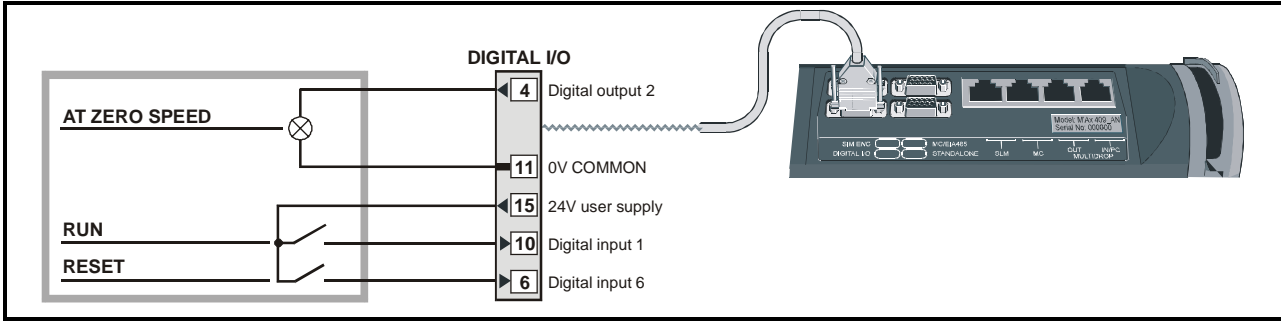 DIGITAL I/O
AT ZERO SPEED
4 Digital output 2
11 0V COMMON
15 24V user supply
RUN
10 Digital input 1
RESET
6 Digital input 6
Model: M'Ax 409_AN
Serial No: 000000
SIM ENC MC/EIA485
DIGITAL I/O STANDALONE SLM MC OUT IN/PC
MULTIDROP